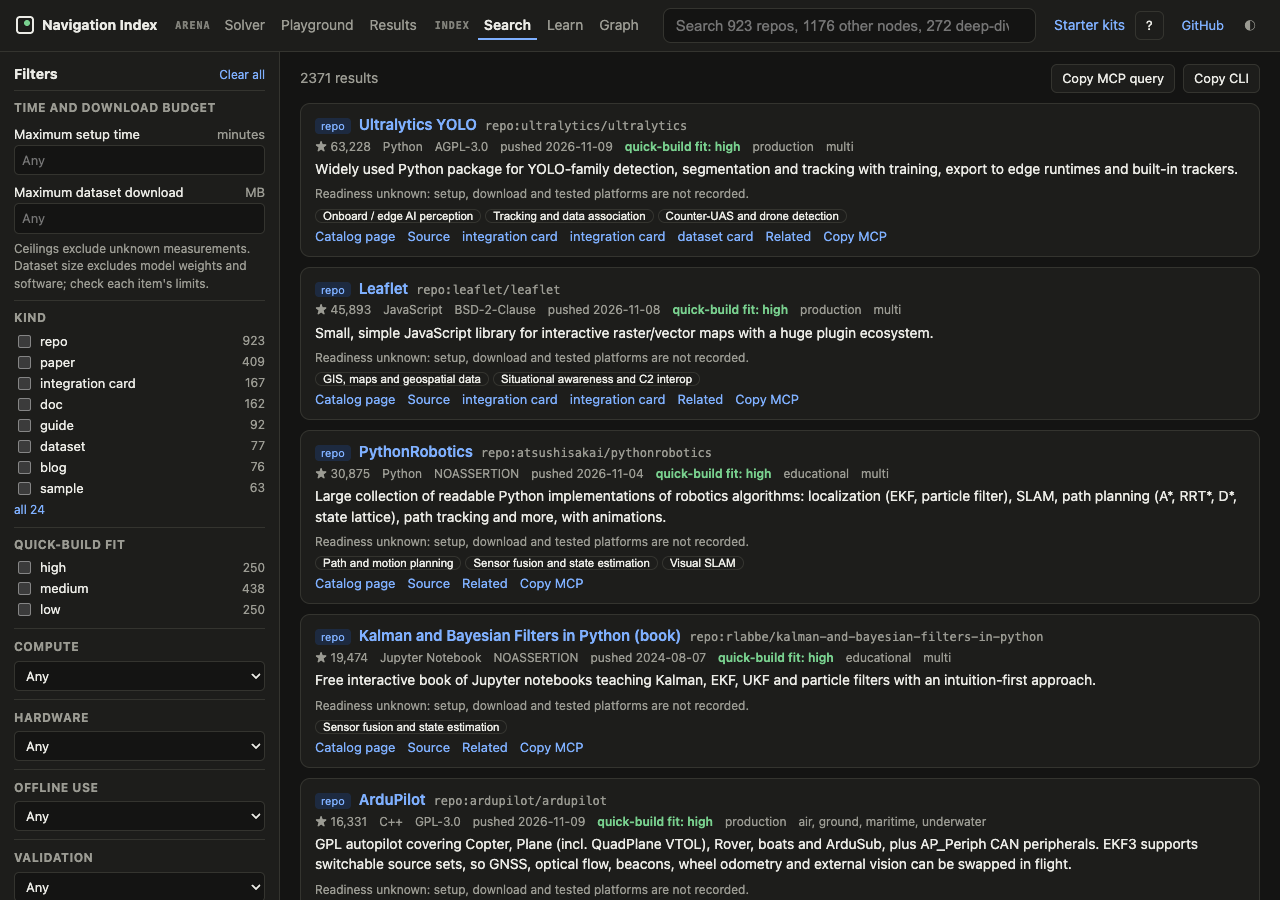 Navigation Index ARENA Solver Playground Results INDEX Search Learn Graph Search 923 repos, 1176 other nodes, 272 deep-di Starter kits ? GitHub
Filters Clear all
TIME AND DOWNLOAD BUDGET
Maximum setup time minutes
Any
Maximum dataset download MB
Any
Ceilings exclude unknown measurements.
Dataset size excludes model weights and
software; check each item's limits.
KIND
repo 923
paper 409
integration card 167
doc 162
guide 92
dataset 77
blog 76
sample 63
all 24
QUICK-BUILD FIT
high 250
medium 438
low 250
COMPUTE
Any
HARDWARE
Any
OFFLINE USE
Any
VALIDATION
Any
2371 results Copy MCP query Copy CLI
repo Ultralytics YOLO repo:ultralytics/ultralytics
★ 63,228 Python AGPL-3.0 pushed 2026-11-09 quick-build fit: high production multi
Widely used Python package for YOLO-family detection, segmentation and tracking with training, export to edge runtimes and built-in trackers.
Readiness unknown: setup, download and tested platforms are not recorded.
Onboard / edge AI perception Tracking and data association Counter-UAS and drone detection
Catalog page Source integration card integration card dataset card Related Copy MCP
repo Leaflet repo:leaflet/leaflet
★ 45,893 JavaScript BSD-2-Clause pushed 2026-11-08 quick-build fit: high production multi
Small, simple JavaScript library for interactive raster/vector maps with a huge plugin ecosystem.
Readiness unknown: setup, download and tested platforms are not recorded.
GIS, maps and geospatial data Situational awareness and C2 interop
Catalog page Source integration card integration card Related Copy MCP
repo PythonRobotics repo:atsushisakai/pythonrobotics
★ 30,875 Python NOASSERTION pushed 2026-11-04 quick-build fit: high educational multi
Large collection of readable Python implementations of robotics algorithms: localization (EKF, particle filter), SLAM, path planning (A*, RRT*, D*,
state lattice), path tracking and more, with animations.
Readiness unknown: setup, download and tested platforms are not recorded.
Path and motion planning Sensor fusion and state estimation Visual SLAM
Catalog page Source Related Copy MCP
repo Kalman and Bayesian Filters in Python (book) repo:rlabbe/kalman-and-bayesian-filters-in-python
★ 19,474 Jupyter Notebook NOASSERTION pushed 2024-08-07 quick-build fit: high educational multi
Free interactive book of Jupyter notebooks teaching Kalman, EKF, UKF and particle filters with an intuition-first approach.
Readiness unknown: setup, download and tested platforms are not recorded.
Sensor fusion and state estimation
Catalog page Source Related Copy MCP
repo ArduPilot repo:ardupilot/ardupilot
★ 16,331 C++ GPL-3.0 pushed 2026-11-09 quick-build fit: high production air, ground, maritime, underwater
GPL autopilot covering Copter, Plane (incl. QuadPlane VTOL), Rover, boats and ArduSub, plus AP_Periph CAN peripherals. EKF3 supports
switchable source sets, so GNSS, optical flow, beacons, wheel odometry and external vision can be swapped in flight.
Readiness unknown: setup, download and tested platforms are not recorded.